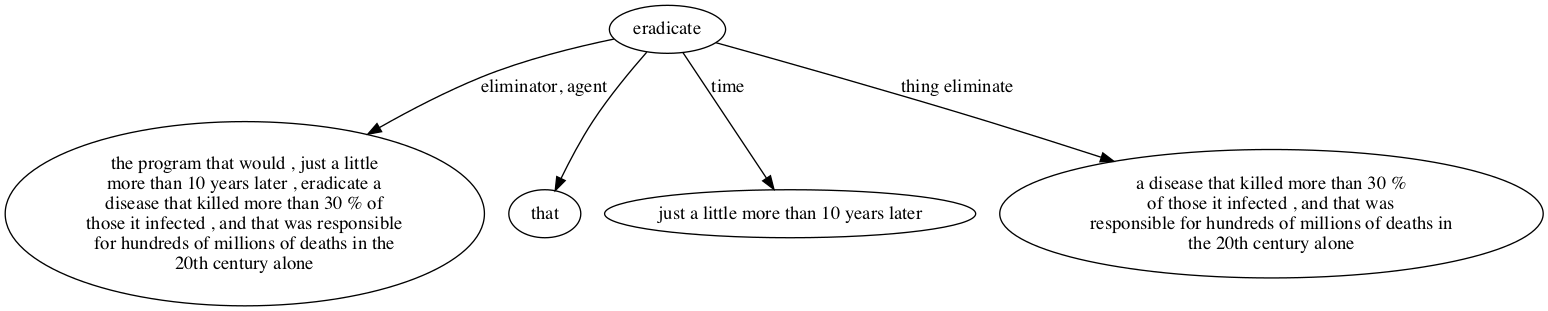 eradicate
eliminator, agent
time
thing eliminate
the program that would , just a little
more than 10 years later , eradicate a
disease that killed more than 30 % of
those it infected , and that was responsible
for hundreds of millions of deaths in the
20th century alone
that
just a little more than 10 years later
a disease that killed more than 30 %
of those it infected , and that was
responsible for hundreds of millions of deaths in
the 20th century alone